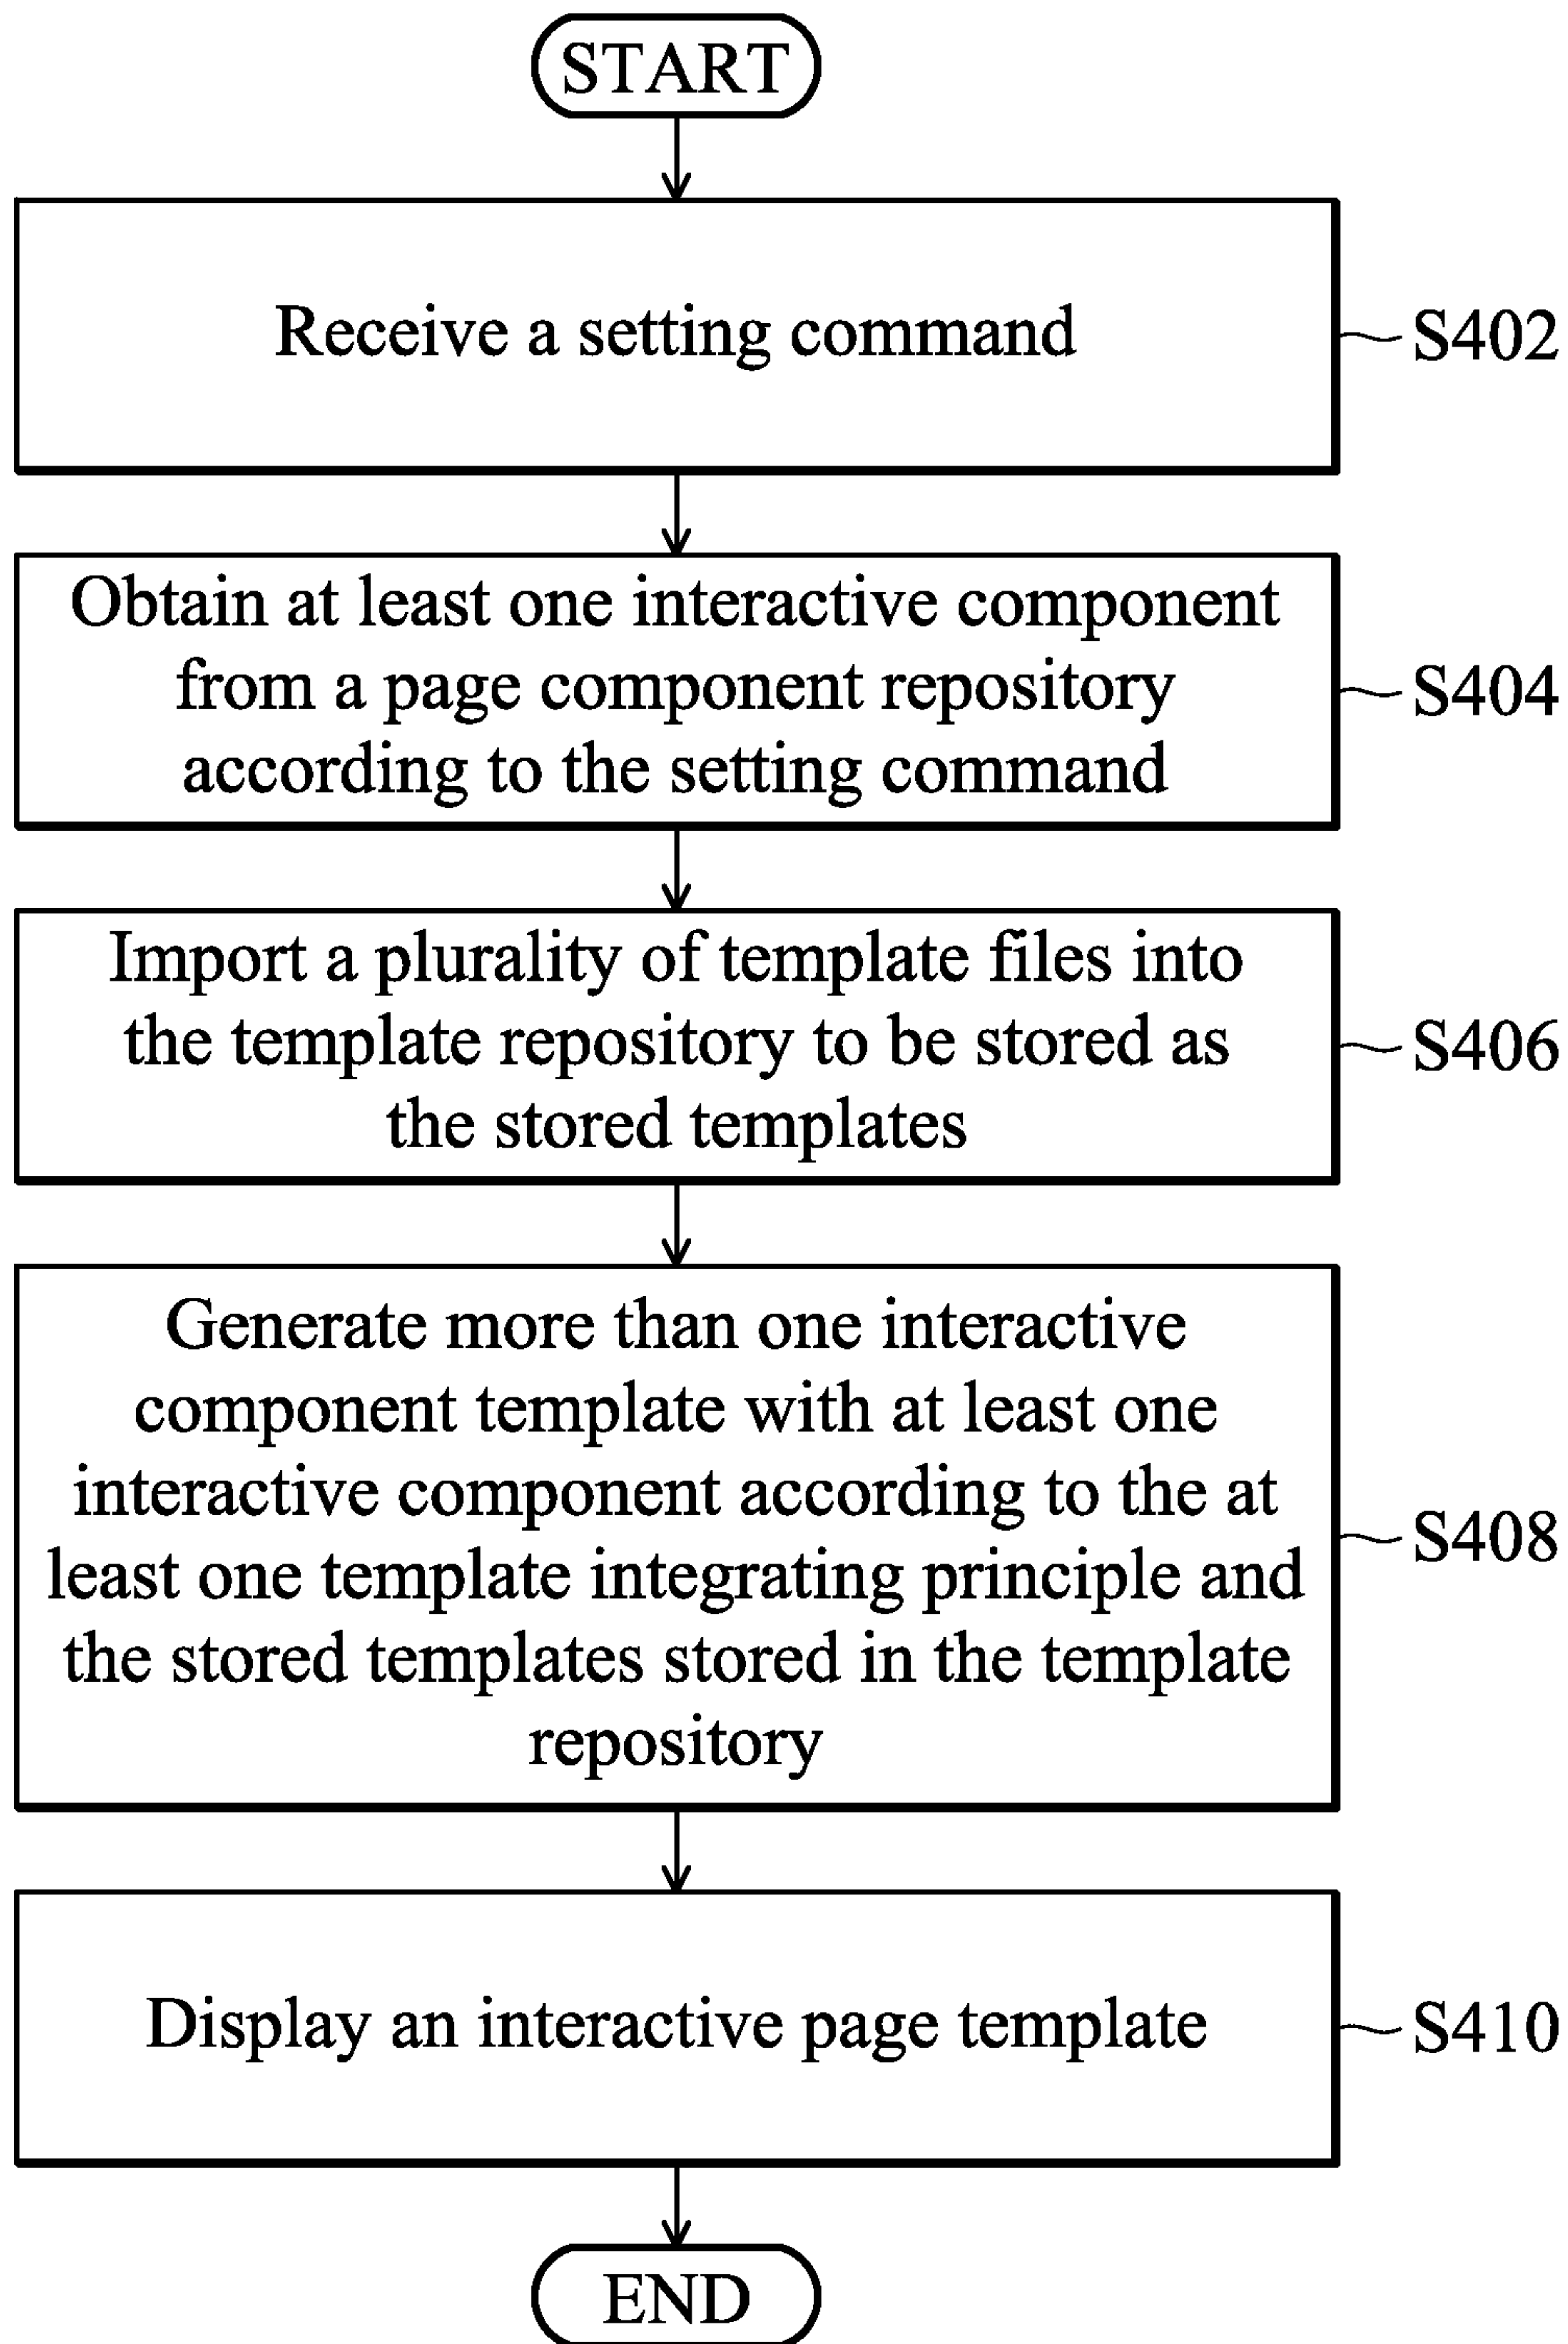 START
Receive a setting command
S402
Obtain at least one interactive component
from a page component repository
according to the setting command
S404
Import a plurality of template files into
the template repository to be stored as
the stored templates
S406
Generate more than one interactive
component template with at least one
interactive component according to the at
least one template integrating principle and
the stored templates stored in the template
repository
S408
Display an interactive page template
S410
END